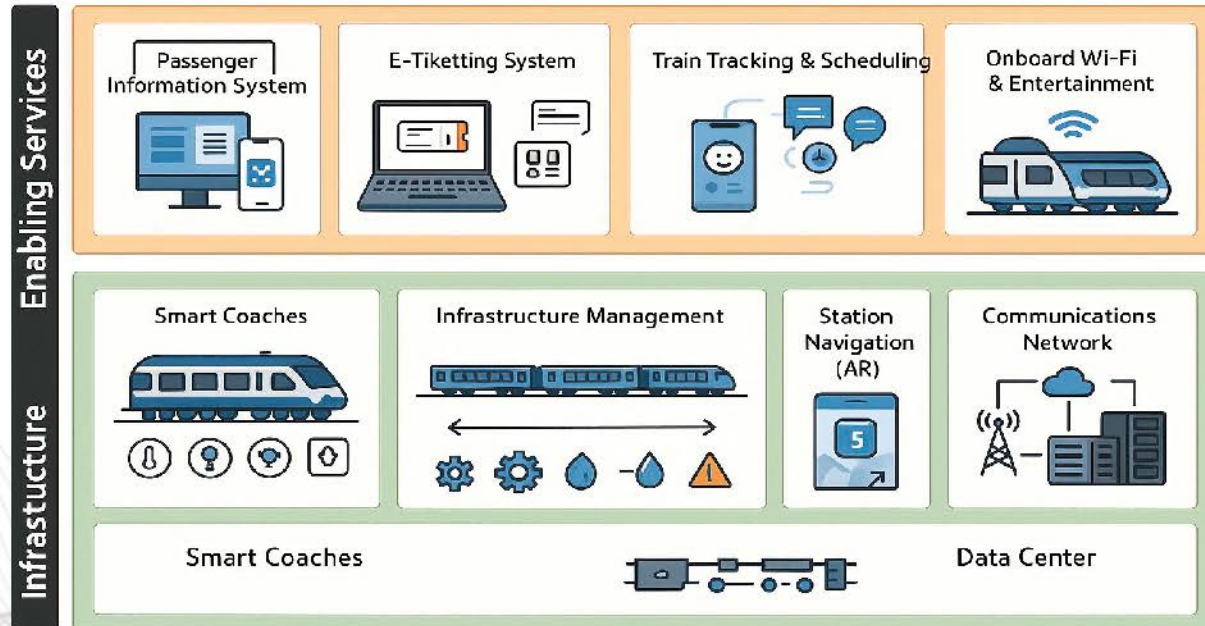 Enabling Services
Passenger
Information System
E-Tiketting System
Train Tracking & Scheduling
Onboard Wi-Fi
& Entertainment
Infrastucture
Smart Coaches
Infrastructure Management
Station
Navigation
(AR)
5
Communications
Network
Smart Coaches
Data Center